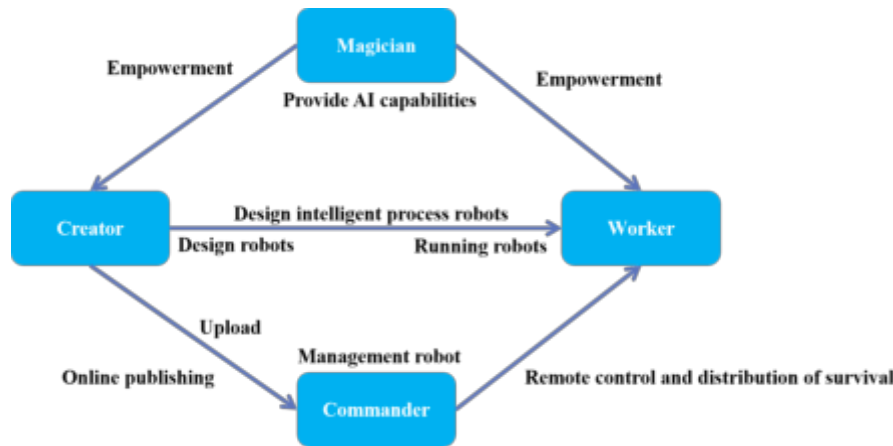 Magician
Empowerment
Empowerment
Provide AI capabilities
Creator
Design intelligent process robots
Worker
Design robots
Running robots
Upload
Management robot
Online publishing
Remote control and distribution of survival
Commander